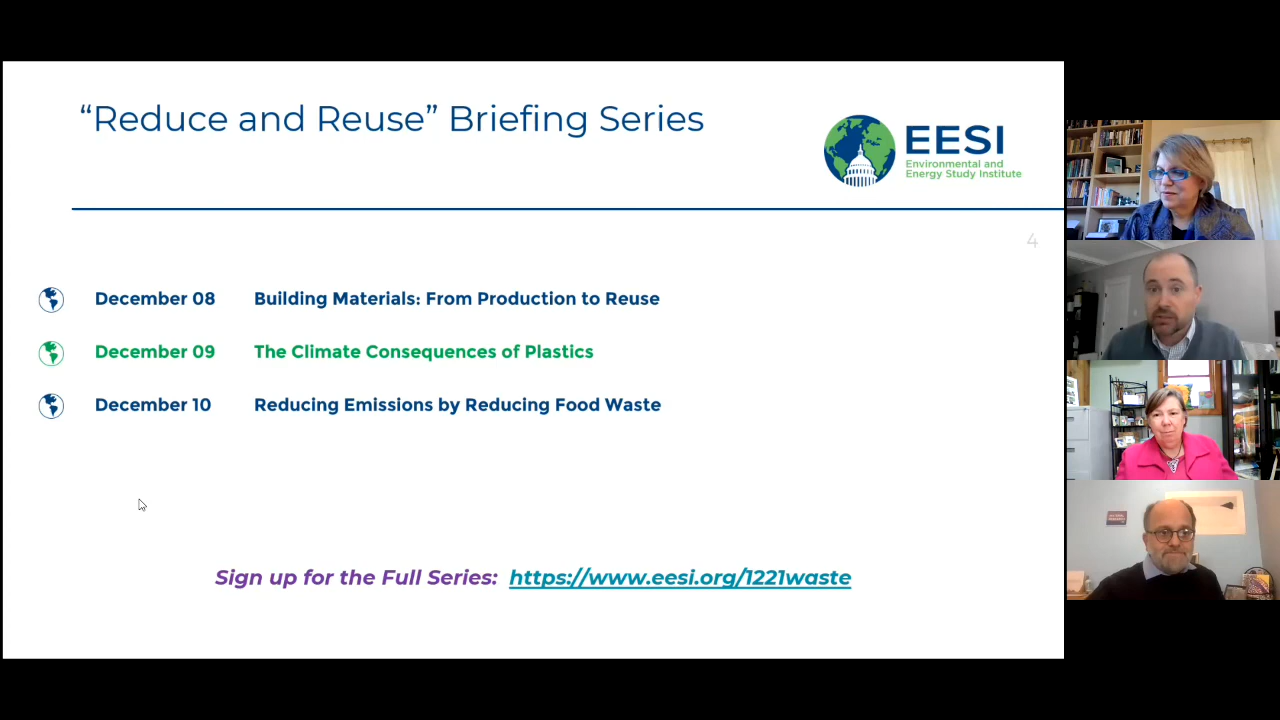 “Reduce and Reuse” Briefing Series
EESI
Environmental and
Energy Study Institute
4
December 08 Building Materials: From Production to Reuse
December 09 The Climate Consequences of Plastics
December 10 Reducing Emissions by Reducing Food Waste
Sign up for the Full Series: https://www.eesi.org/1221waste